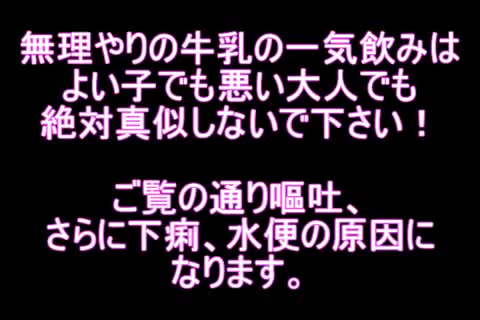 無理やりの牛乳の一気飲みは
よい子でも悪い大人でも
絶対真似しないで下さい！
ご覧の通り嘔吐、
さらに下痢、水便の原因に
なります。